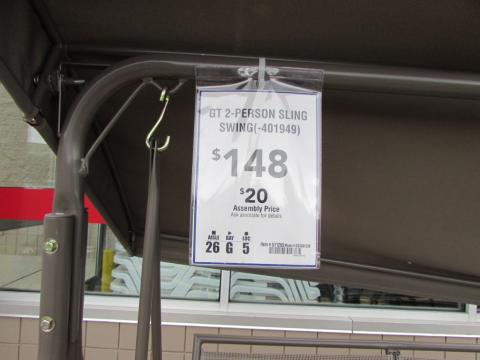 GT 2-PERSON SLING
SWING(-401949)
$148
$20
Assembly Price
Ask associate for details
AISLE BAY LOC
26 G 5